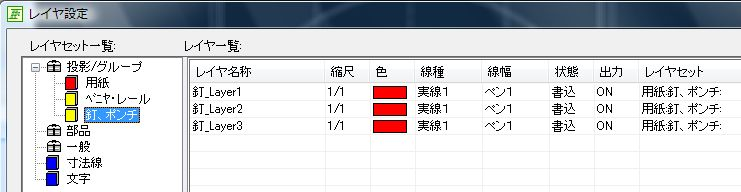 レイヤ設定
レイヤセット一覧:
レイヤ一覧:
投影/グループ
用紙
ベニヤ・レール
釘、ポンチ
部品
一般
寸法線
文字
レイヤ名称 縮尺 色 線種 線幅 状態 出力 レイヤセット
釘_Layer1 1/1 実線1 ペン1 書込 ON 用紙:釘、ポンチ:
釘_Layer2 1/1 実線1 ペン1 書込 ON 用紙:釘、ポンチ:
釘_Layer3 1/1 実線1 ペン1 書込 ON 用紙:釘、ポンチ: